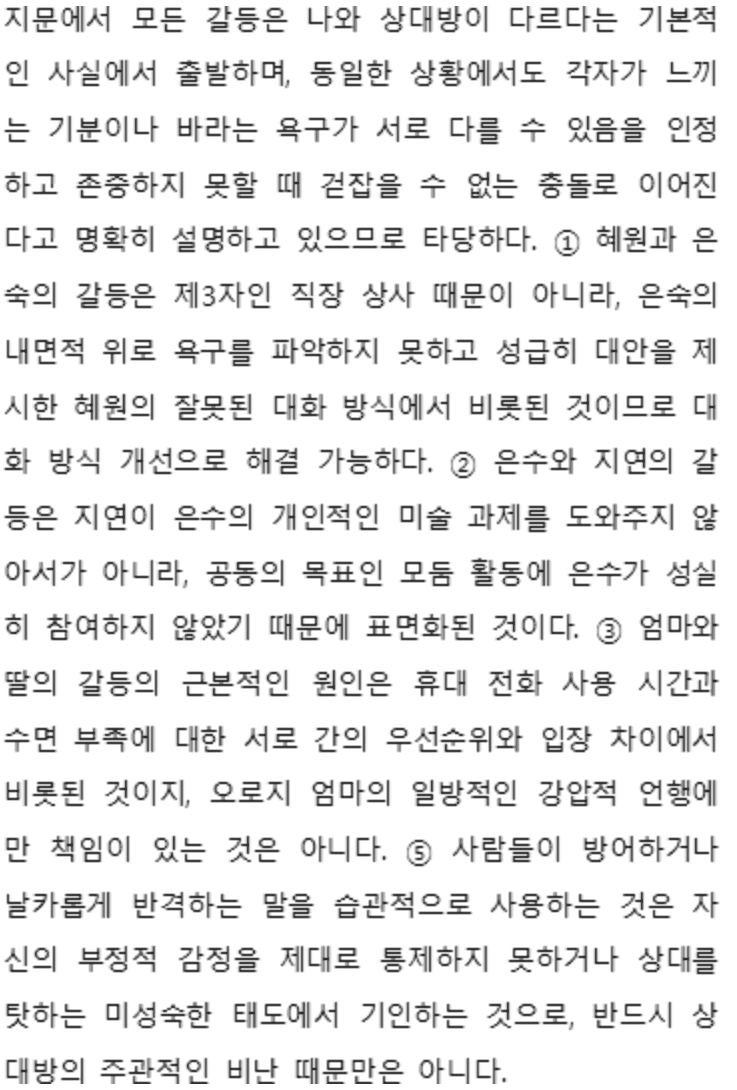 지문에서 모든 갈등은 나와 상대방이 다르다는 기본적
인 사실에서 출발하며, 동일한 상황에서도 각자가 느끼
는 기분이나 바라는 욕구가 서로 다를 수 있음을 인정
하고 존중하지 못할 때 걷잡을 수 없는 충돌로 이어진
다고 명확히 설명하고 있으므로 타당하다. ① 혜원과 은
숙의 갈등은 제3자인 직장 상사 때문이 아니라, 은숙의
내면적 위로 욕구를 파악하지 못하고 성급히 대안을 제
시한 혜원의 잘못된 대화 방식에서 비롯된 것이므로 대
화 방식 개선으로 해결 가능하다. ② 은수와 지연의 갈
등은 지연이 은수의 개인적인 미술 과제를 도와주지 않
아서가 아니라, 공동의 목표인 모둠 활동에 은수가 성실
히 참여하지 않았기 때문에 표면화된 것이다. ③ 엄마와
딸의 갈등의 근본적인 원인은 휴대 전화 사용 시간과
수면 부족에 대한 서로 간의 우선순위와 입장 차이에서
비롯된 것이지, 오로지 엄마의 일방적인 강압적 언행에
만 책임이 있는 것은 아니다. ⑤ 사람들이 방어하거나
날카롭게 반격하는 말을 습관적으로 사용하는 것은 자
신의 부정적 감정을 제대로 통제하지 못하거나 상대를
탓하는 미성숙한 태도에서 기인하는 것으로, 반드시 상
대방의 주관적인 비난 때문만은 아니다.